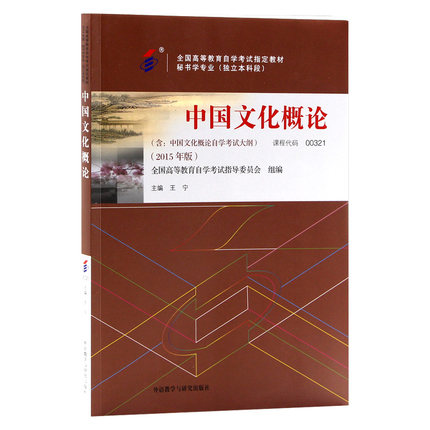 全国高等教育自学考试指定教材
秘书学专业（独立本科段）
中国文化概论
（含：中国文化概论自学考试大纲） 课程代码 00321
（2015年版）
全国高等教育自学考试指导委员会 组编
主编 王 宁
外语教学与研究出版社
中国文化概论